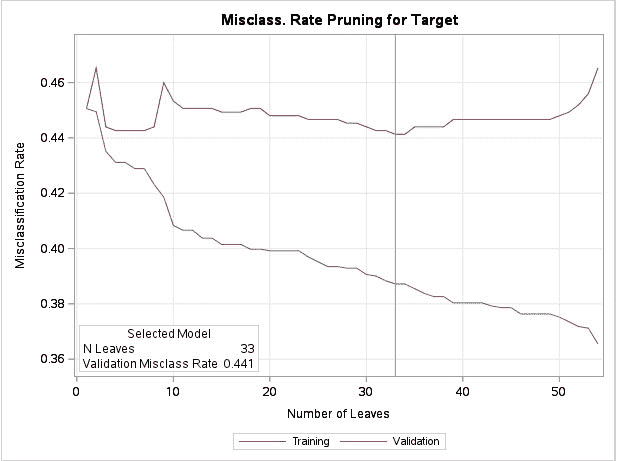 Misclass. Rate Pruning for Target
Misclassification Rate
0.46
0.44
0.42
0.40
0.38
0.36
Selected Model
N Leaves 33
Validation Misclass Rate 0.441
0 10 20 30 40 50
Number of Leaves
Training Validation